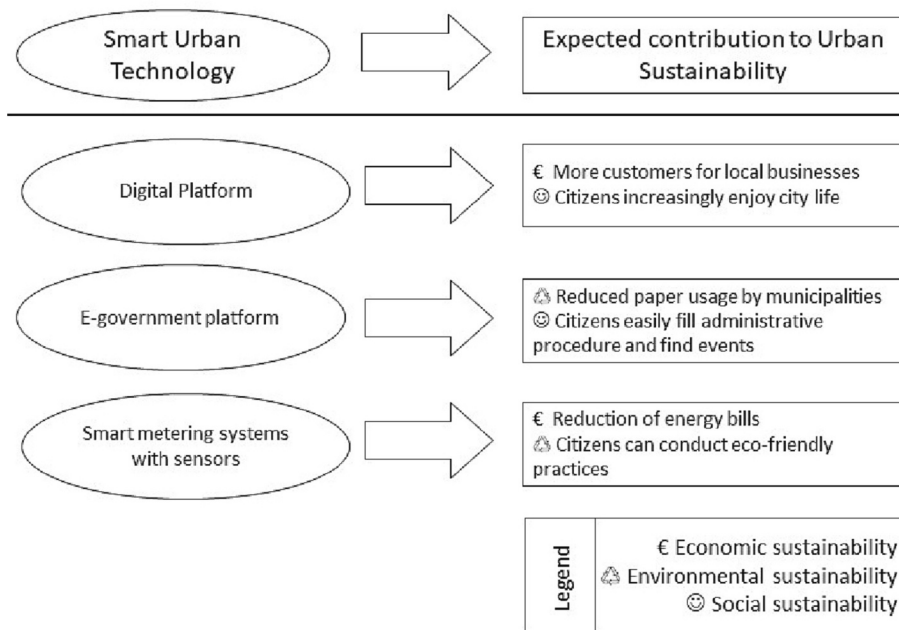 Smart Urban
Technology
Expected contribution to Urban
Sustainability
Digital Platform
€ More customers for local businesses
☺ Citizens increasingly enjoy city life
E-government platform
♺ Reduced paper usage by municipalities
☺ Citizens easily fill administrative
procedure and find events
Smart metering systems
with sensors
€ Reduction of energy bills
♺ Citizens can conduct eco-friendly
practices
Legend
€ Economic sustainability
♺ Environmental sustainability
☺ Social sustainability